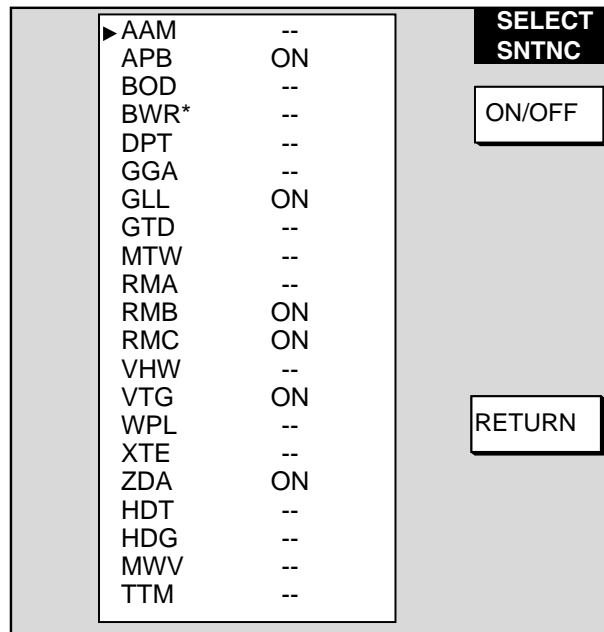 ▶AAM --
APB ON
BOD --
BWR* --
DPT --
GGA --
GLL ON
GTD --
MTW --
RMA --
RMB ON
RMC ON
VHW --
VTG ON
WPL --
XTE --
ZDA ON
HDT --
HDG --
MWV --
TTM --
SELECT
SNTNC
ON/OFF
RETURN